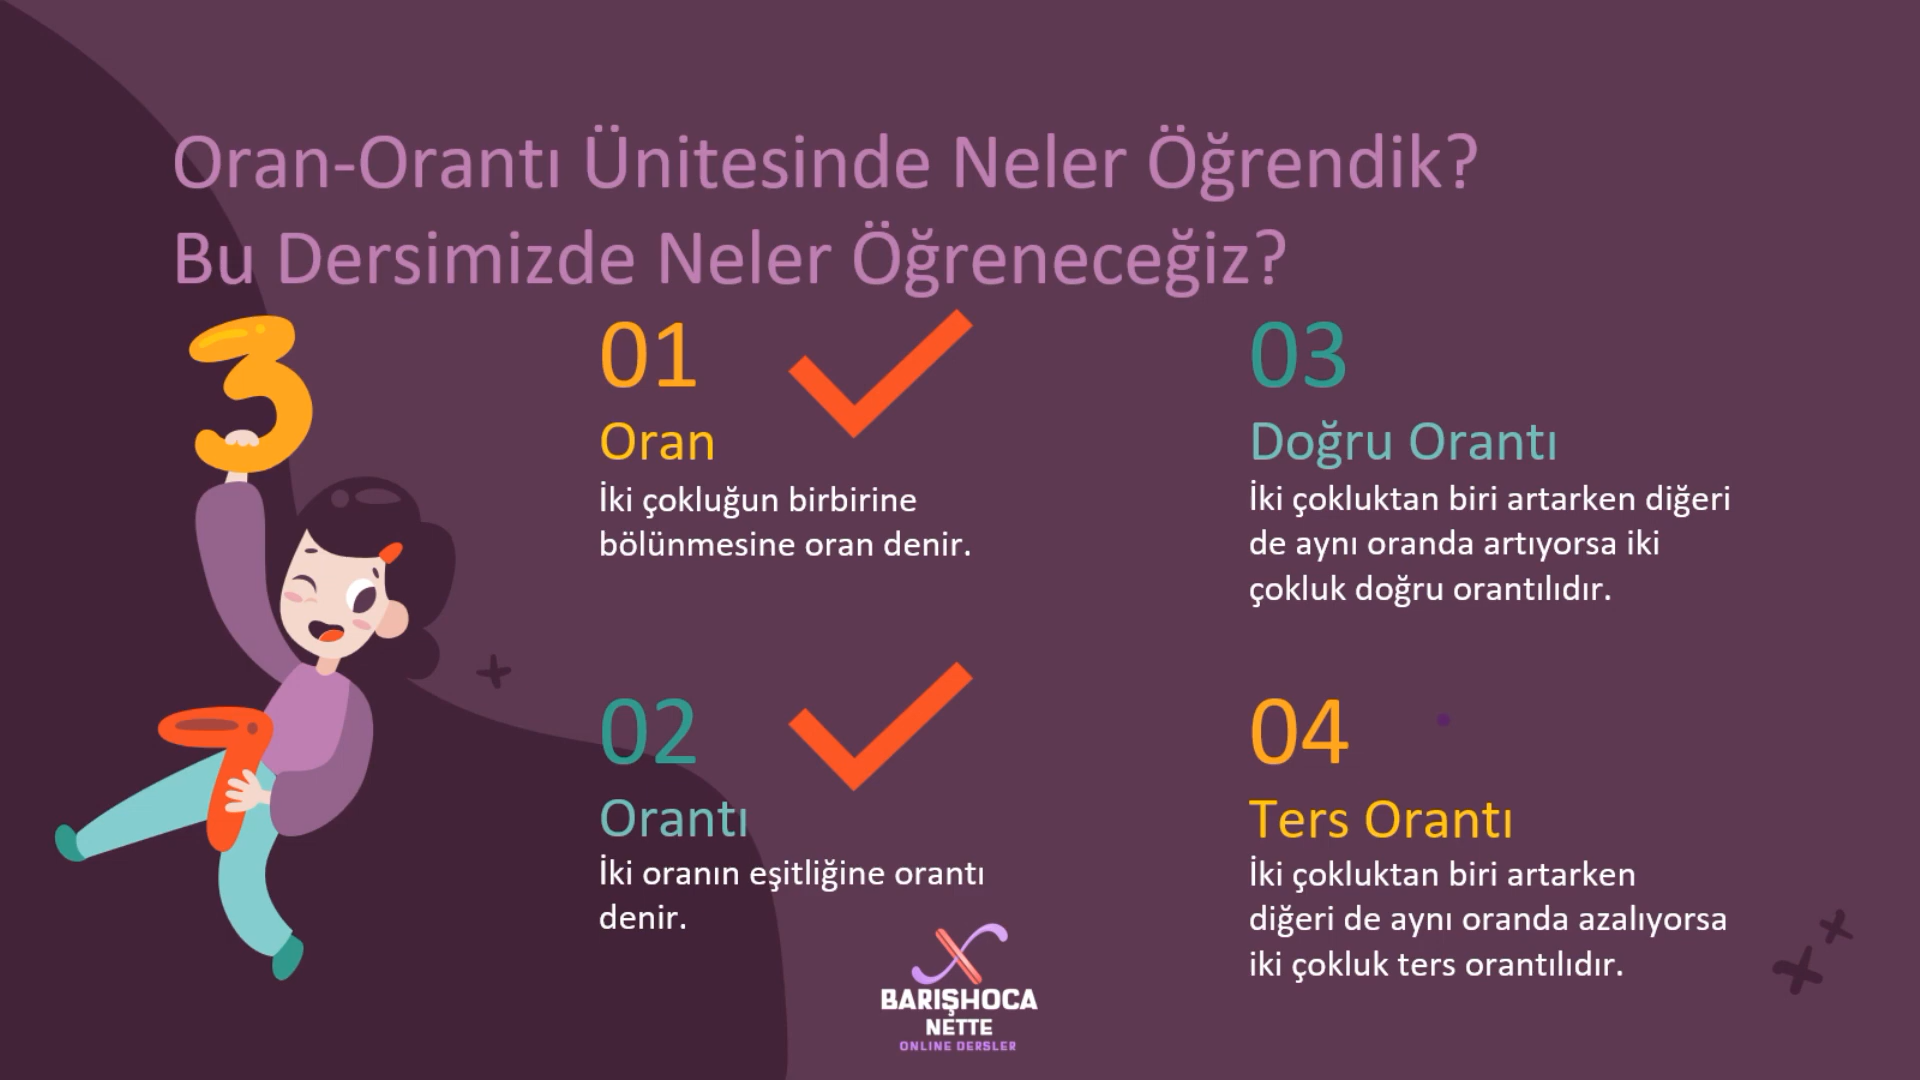 Oran-Orantı Ünitesinde Neler Öğrendik?
Bu Dersimizde Neler Öğreneceğiz?
01
Oran
İki çokluğun birbirine
bölünmesine oran denir.
02
Orantı
İki oranın eşitliğine orantı
denir.
03
Doğru Orantı
İki çokluktan biri artarken diğeri
de aynı oranda artıyorsa iki
çokluk doğru orantılıdır.
04
Ters Orantı
İki çokluktan biri artarken
diğeri de aynı oranda azalıyorsa
iki çokluk ters orantılıdır.
3
7
BARIŞHOCA
NETTE
ONLINE DERSLER